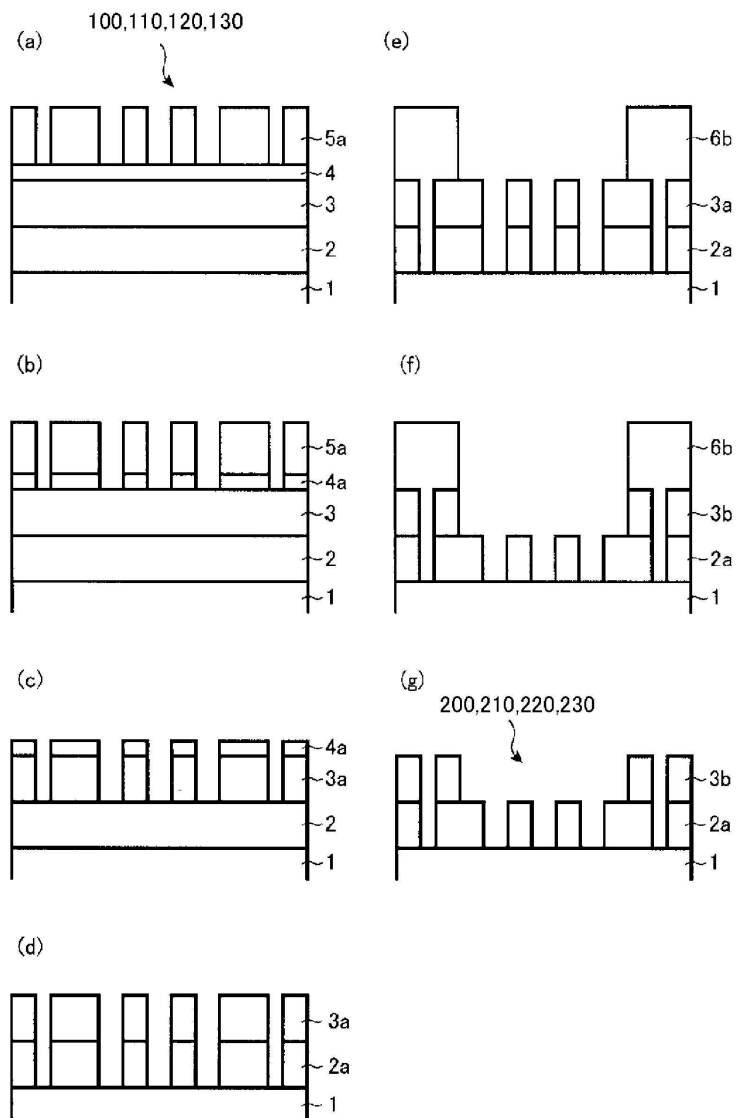 (a)
100,110,120,130
5a
4
3
2
1
(b)
5a
4a
3
2
1
(c)
4a
3a
2
1
(d)
3a
2a
1
(e)
6b
3a
2a
1
(f)
6b
3b
2a
1
(g)
200,210,220,230
3b
2a
1